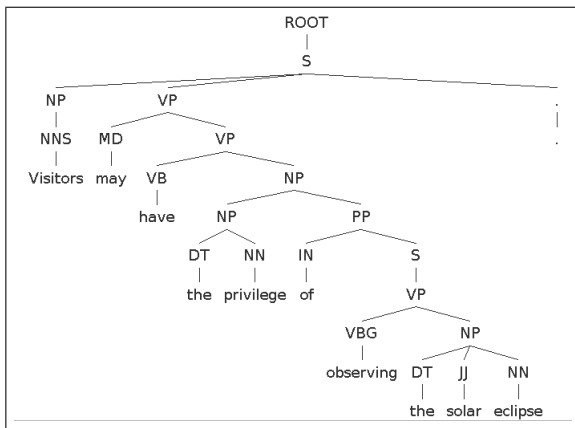 ROOT
S
NP VP .
NNS MD VP .
Visitors may VB NP
have NP PP
DT NN IN S
the privilege of VP
VBG NP
observing DT JJ NN
the solar eclipse